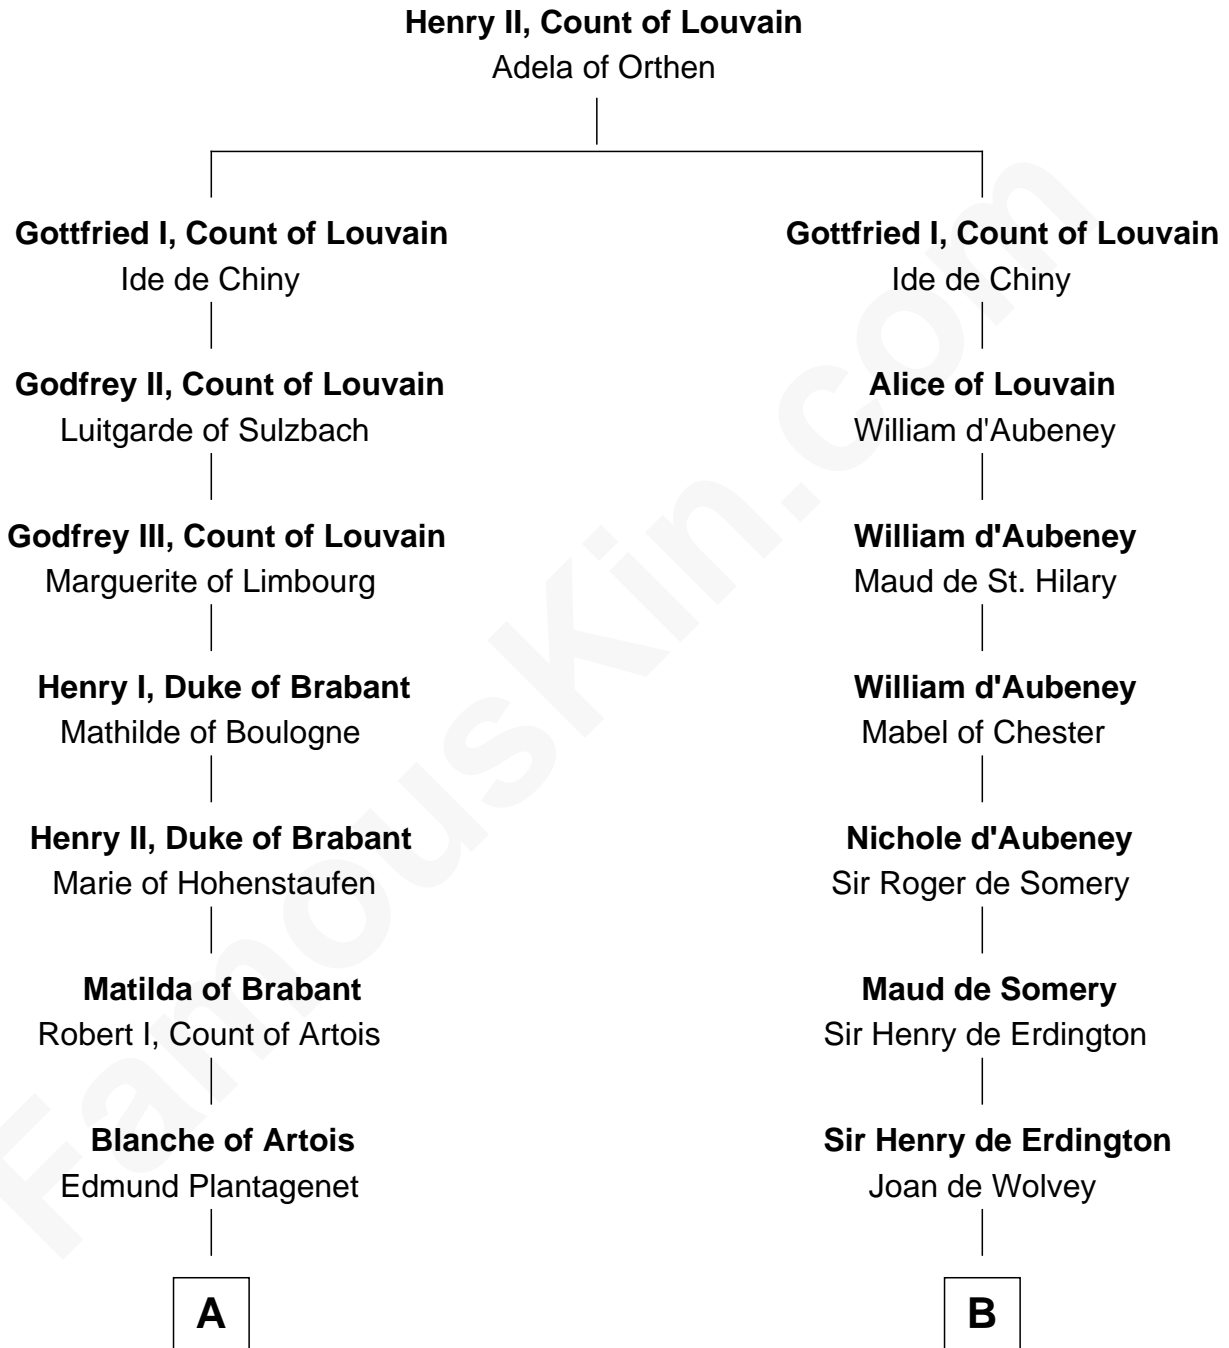 Henry II, Count of Louvain
Adela of Orthen
Gottfried I, Count of Louvain
Ide de Chiny
Godfrey II, Count of Louvain
Luitgarde of Sulzbach
Godfrey III, Count of Louvain
Marguerite of Limbourg
Henry I, Duke of Brabant
Mathilde of Boulogne
Henry II, Duke of Brabant
Marie of Hohenstaufen
Matilda of Brabant
Robert I, Count of Artois
Blanche of Artois
Edmund Plantagenet
A
Gottfried I, Count of Louvain
Ide de Chiny
Alice of Louvain
William d'Aubeney
William d'Aubeney
Maud de St. Hilary
William d'Aubeney
Mabel of Chester
Nichole d'Aubeney
Sir Roger de Somery
Maud de Somery
Sir Henry de Erdington
Sir Henry de Erdington
Joan de Wolvey
B
FamousKin.com